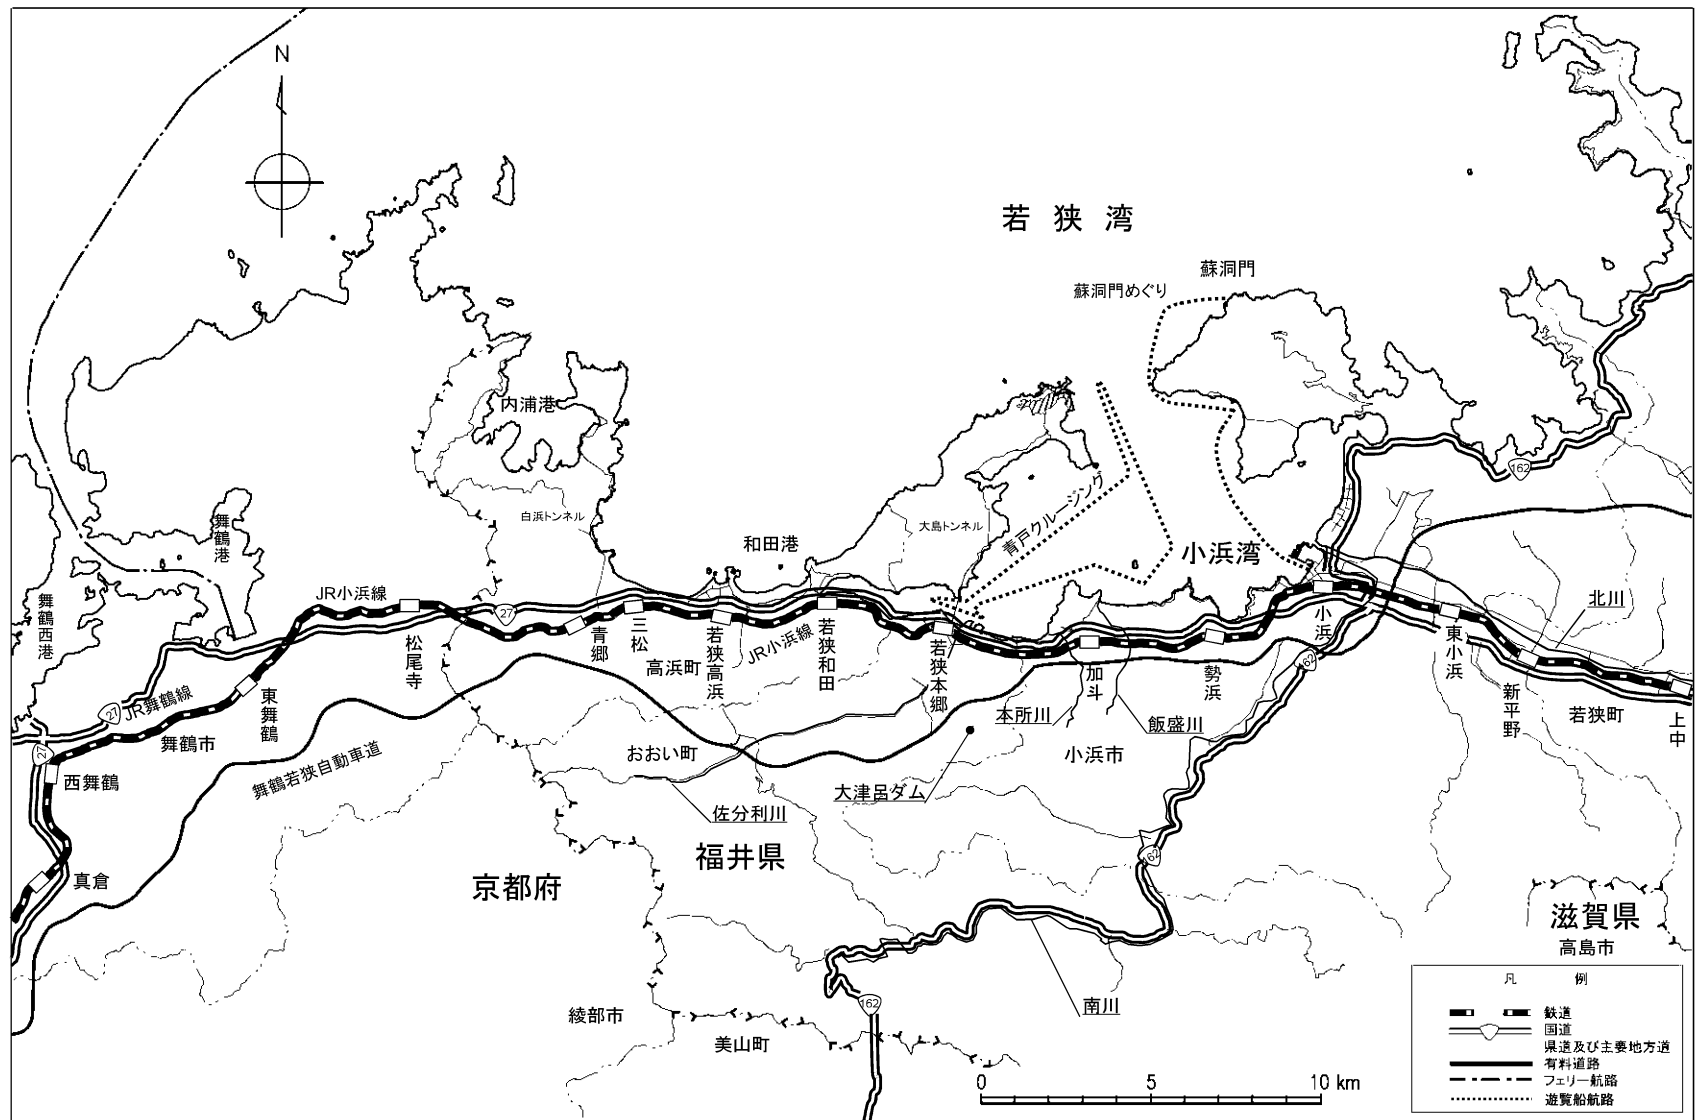 N
若狭湾
蘇洞門
蘇洞門めぐり
内浦港
162
舞鶴港
白浜トンネル
大島トンネル
青戸クルージング
和田港
小浜湾
舞鶴西港
JR小浜線
27
松尾寺
青郷
三松
高浜町
若狭高浜
JR小浜線
若狭和田
若狭本郷
加斗
勢浜
小浜
東小浜
北川
新平野
若狭町
上中
東舞鶴
27
JR舞鶴線
舞鶴市
27
西舞鶴
舞鶴若狭自動車道
おおい町
佐分利川
大津呂ダム
本所川
飯盛川
小浜市
162
162
真倉
京都府
福井県
滋賀県
高島市
南川
162
綾部市
美山町
0 5 10 km
凡 例
鉄道
国道
県道及び主要地方道
有料道路
フェリー航路
遊覧船航路